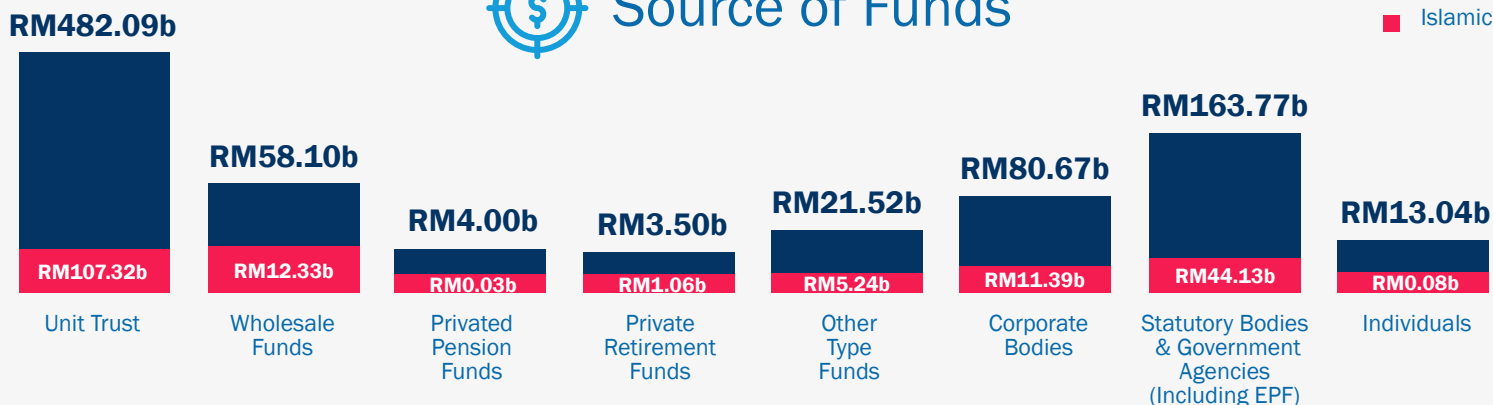 Source of Funds
Islamic
RM482.09b
RM58.10b
RM4.00b
RM3.50b
RM21.52b
RM80.67b
RM163.77b
RM13.04b
RM107.32b
RM12.33b
RM0.03b
RM1.06b
RM5.24b
RM11.39b
RM44.13b
RM0.08b
Unit Trust
Wholesale
Funds
Privated
Pension
Funds
Private
Retirement
Funds
Other
Type
Funds
Corporate
Bodies
Statutory Bodies
& Government
Agencies
(Including EPF)
Individuals
$